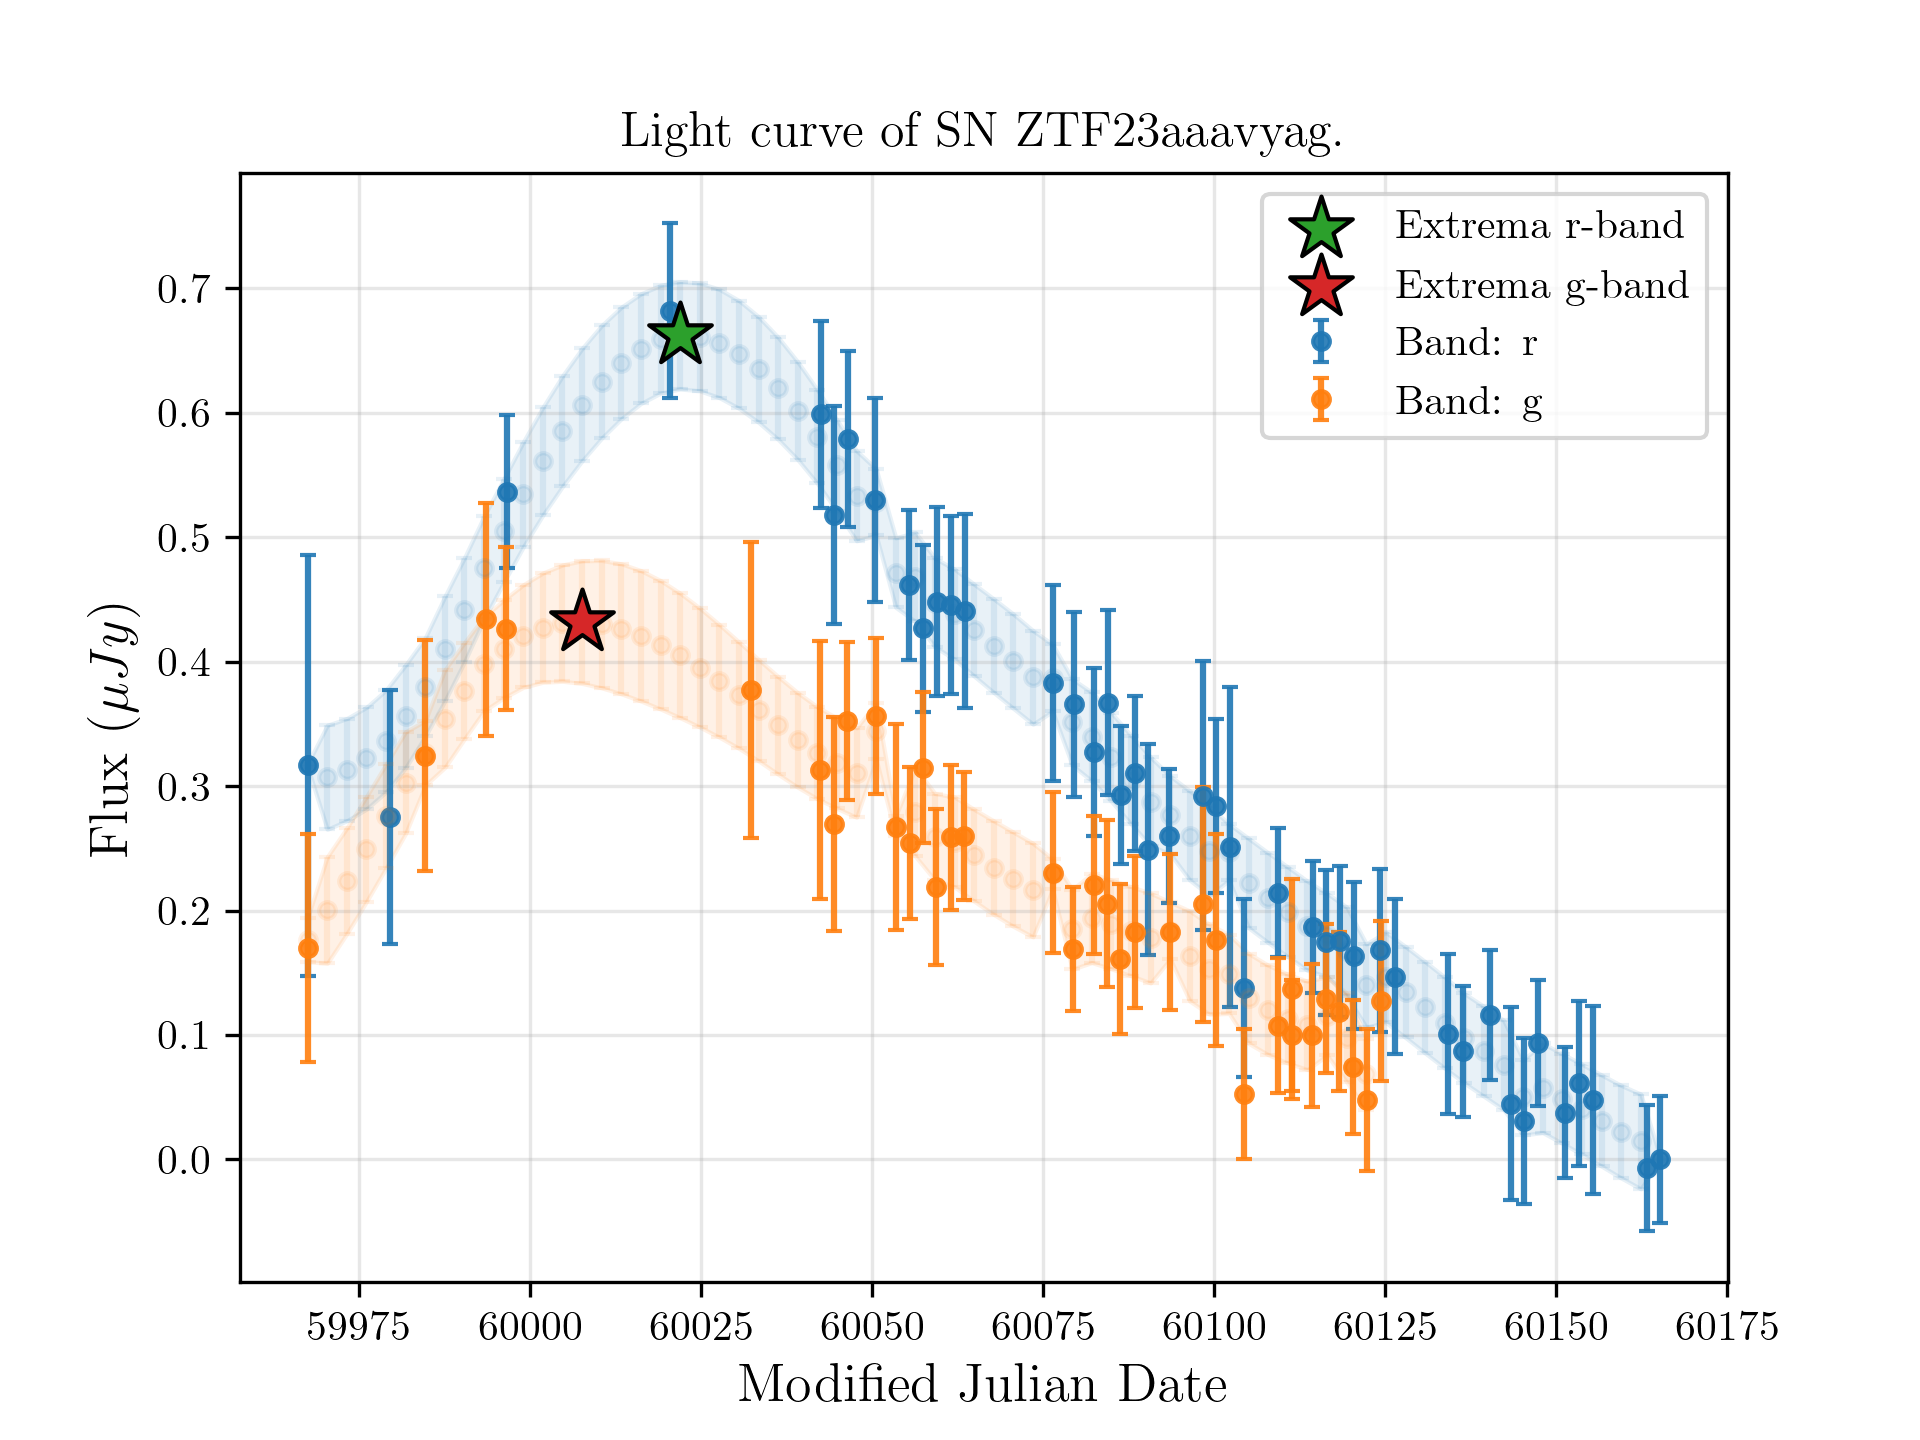 Light curve of SN ZTF23aaavyag.
Extrema r-band
Extrema g-band
Band: r
Band: g
Flux (μJy)
0.7
0.6
0.5
0.4
0.3
0.2
0.1
0.0
59975 60000 60025 60050 60075 60100 60125 60150 60175
Modified Julian Date